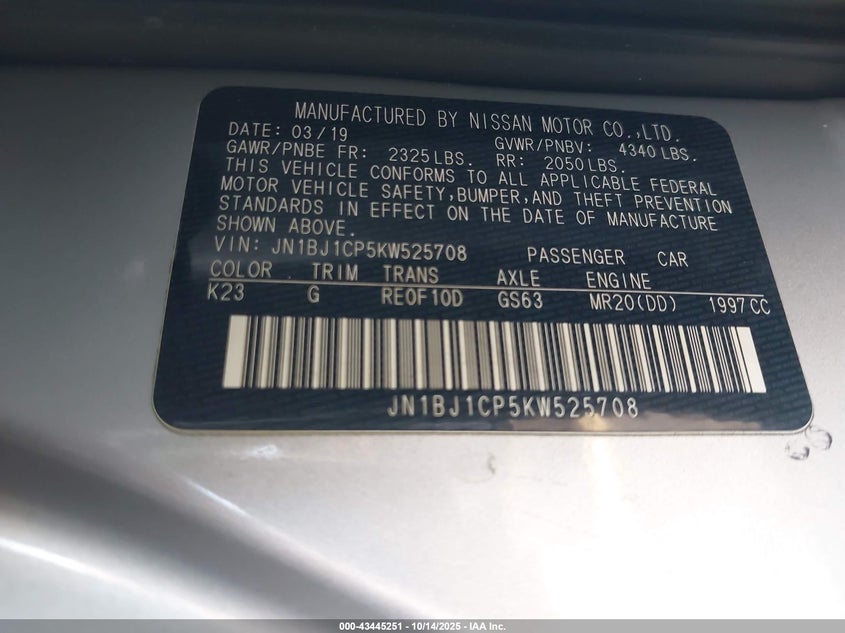 MANUFACTURED BY NISSAN MOTOR CO.,LTD.
DATE: 03/19 GVWR/PNBV: 4340 LBS.
GAWR/PNBE FR: 2325 LBS. RR: 2050 LBS.
THIS VEHICLE CONFORMS TO ALL APPLICABLE FEDERAL
MOTOR VEHICLE SAFETY, BUMPER, AND THEFT PREVENTION
STANDARDS IN EFFECT ON THE DATE OF MANUFACTURE
SHOWN ABOVE.
VIN: JN1BJ1CP5KW525708 PASSENGER CAR
COLOR TRIM TRANS AXLE ENGINE
K23 G RE0F10D GS63 MR20(DD) 1997CC
JN1BJ1CP5KW525708
000-43445251 - 10/14/2025 - IAA Inc.